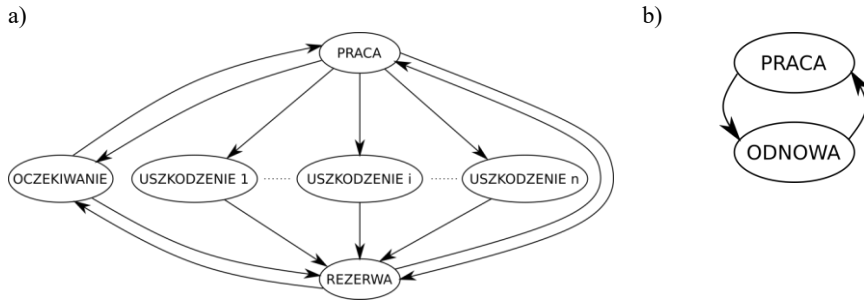 a)
b)
PRACA
PRACA
OCZEKIWANIE
USZKODZENIE 1
USZKODZENIE i
USZKODZENIE n
ODNOWA
REZERWA